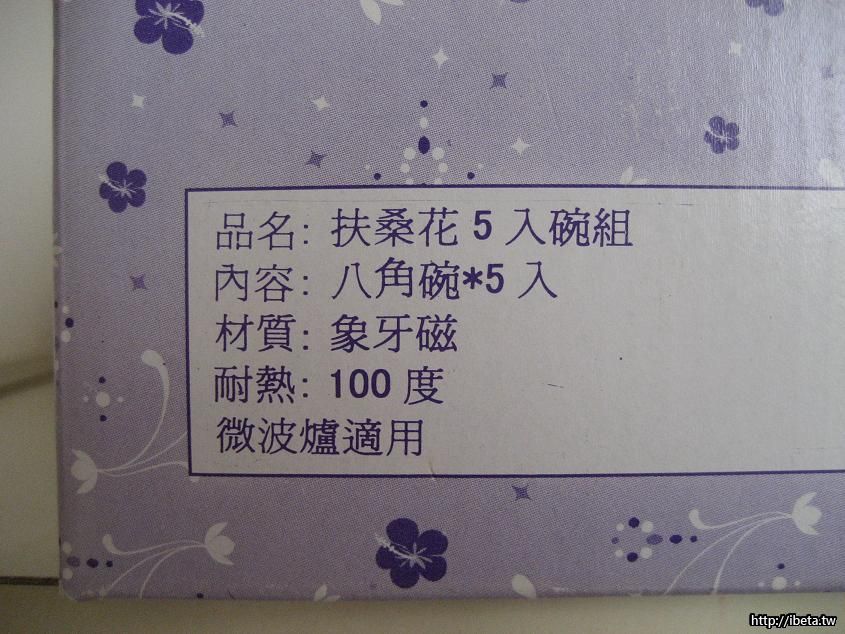 品名: 扶桑花 5 入碗組
內容: 八角碗*5 入
材質: 象牙磁
耐熱: 100 度
微波爐適用
http://ibeta.tw